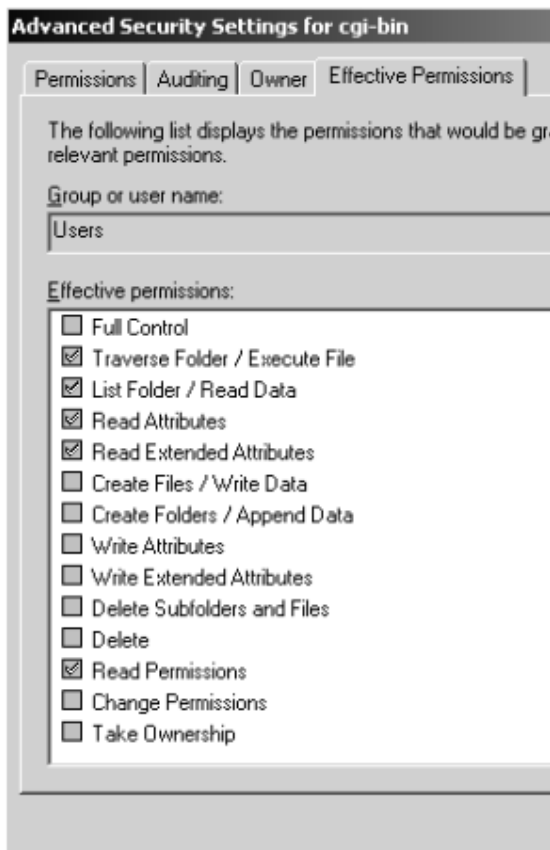 Advanced Security Settings for cgi-bin
Permissions Auditing Owner Effective Permissions
The following list displays the permissions that would be gra
relevant permissions.
Group or user name:
Users
Effective permissions:
Full Control
Traverse Folder / Execute File
List Folder / Read Data
Read Attributes
Read Extended Attributes
Create Files / Write Data
Create Folders / Append Data
Write Attributes
Write Extended Attributes
Delete Subfolders and Files
Delete
Read Permissions
Change Permissions
Take Ownership